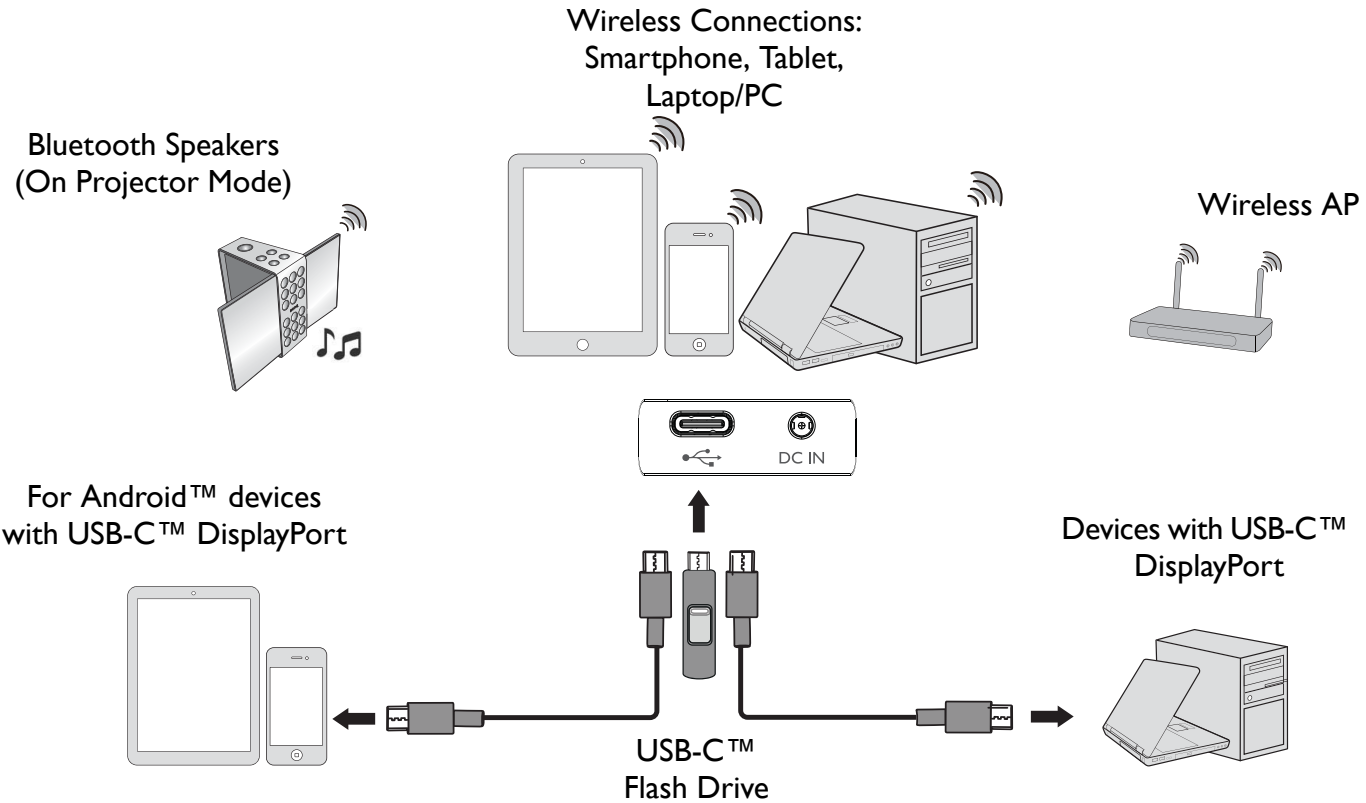 Wireless Connections:
Smartphone, Tablet,
Laptop/PC
Bluetooth Speakers
(On Projector Mode)
Wireless AP
DC IN
For Android™ devices
with USB-C™ DisplayPort
Devices with USB-C™
DisplayPort
USB-C™
Flash Drive